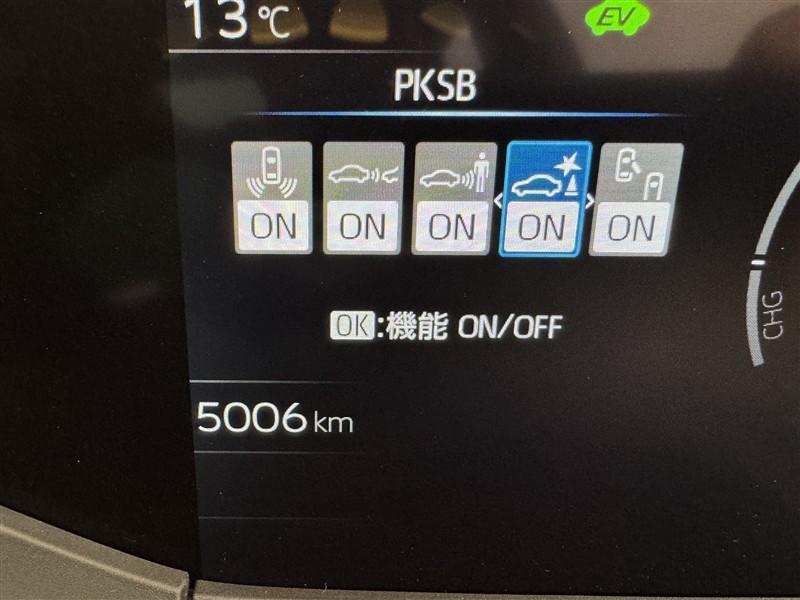 13℃
EV
PKSB
ON ON ON ON ON
OK:機能 ON/OFF
CHG
5006 km